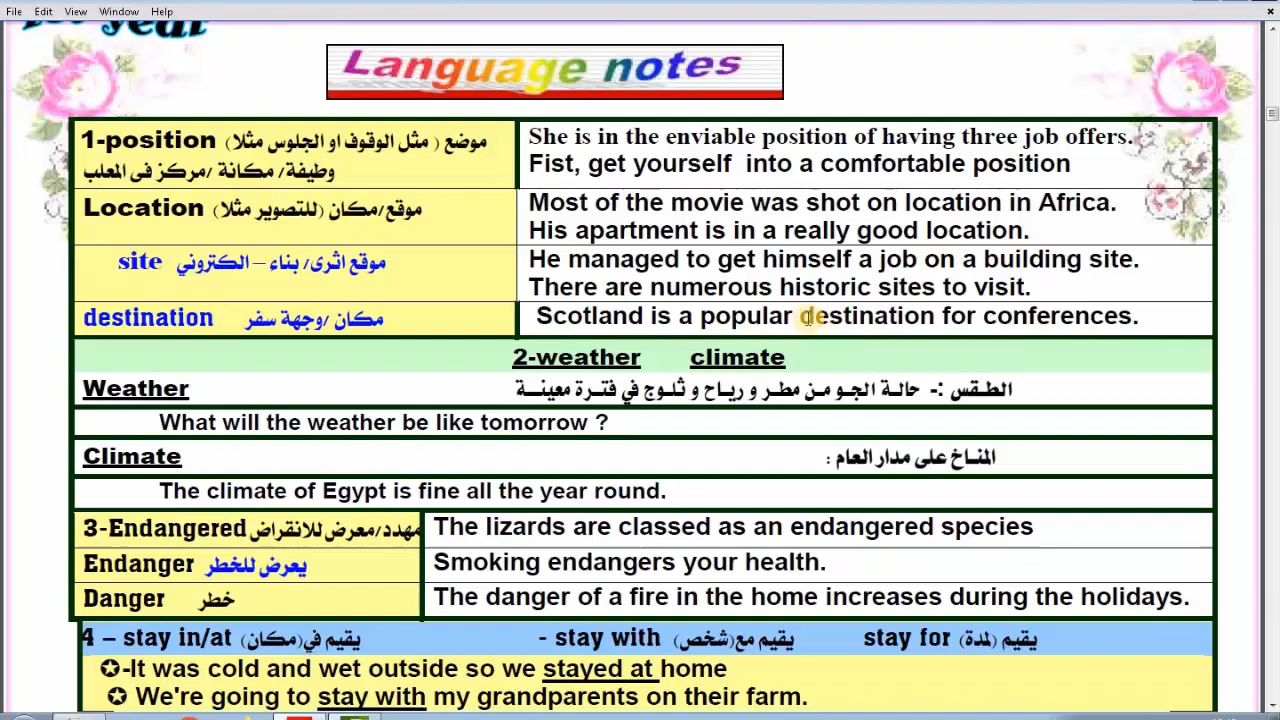 File Edit View Window Help
1st year
Language notes
1-position موضع ( مثل الوقوف او الجلوس مثلا)
وظيفة/ مكانة /مركز فى الملعب
She is in the enviable position of having three job offers.
Fist, get yourself into a comfortable position
Location موقع/مكان (للتصوير مثلا)
Most of the movie was shot on location in Africa.
His apartment is in a really good location.
site موقع اثرى/ بناء – الكتروني
He managed to get himself a job on a building site.
There are numerous historic sites to visit.
destination مكان /وجهة سفر
Scotland is a popular destination for conferences.
2-weather climate
Weather الطقس :- حالة الجو من مطر و رياح و ثلوج في فترة معينة
What will the weather be like tomorrow ?
Climate المناخ على مدار العام :
The climate of Egypt is fine all the year round.
3-Endangered مهدد/معرض للانقراض
The lizards are classed as an endangered species
Endanger يعرض للخطر
Smoking endangers your health.
Danger خطر
The danger of a fire in the home increases during the holidays.
4 – stay in/at يقيم في(مكان) - stay with يقيم مع(شخص) stay for يقيم (لمدة)
✪-It was cold and wet outside so we stayed at home
✪ We're going to stay with my grandparents on their farm.